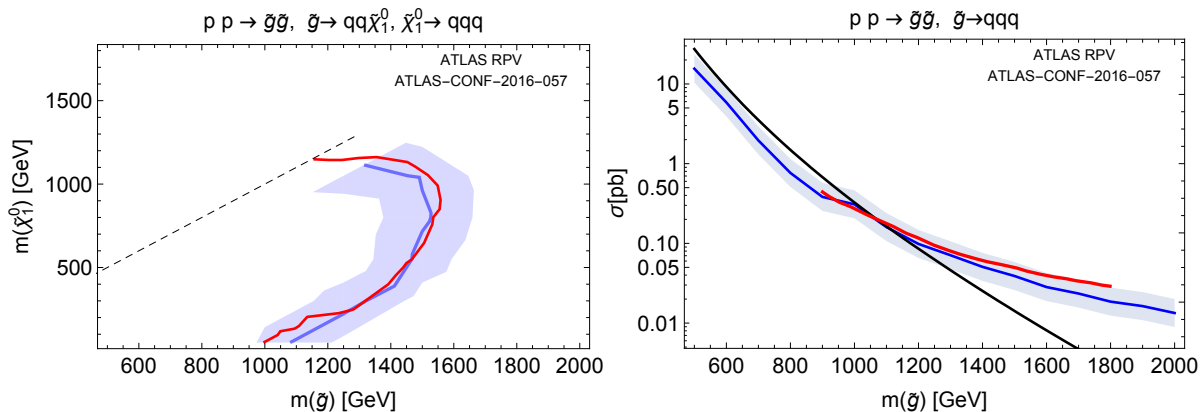 p p → g̃g̃, g̃→ qqχ̃₁⁰, χ̃₁⁰→ qqq
ATLAS RPV
ATLAS-CONF-2016-057
m(χ̃₁⁰) [GeV]
1500
1000
500
600 800 1000 1200 1400 1600 1800 2000
m(g̃) [GeV]
p p → g̃g̃, g̃→qqq
ATLAS RPV
ATLAS-CONF-2016-057
σ[pb]
10
5
1
0.50
0.10
0.05
0.01
600 800 1000 1200 1400 1600 1800 2000
m(g̃) [GeV]